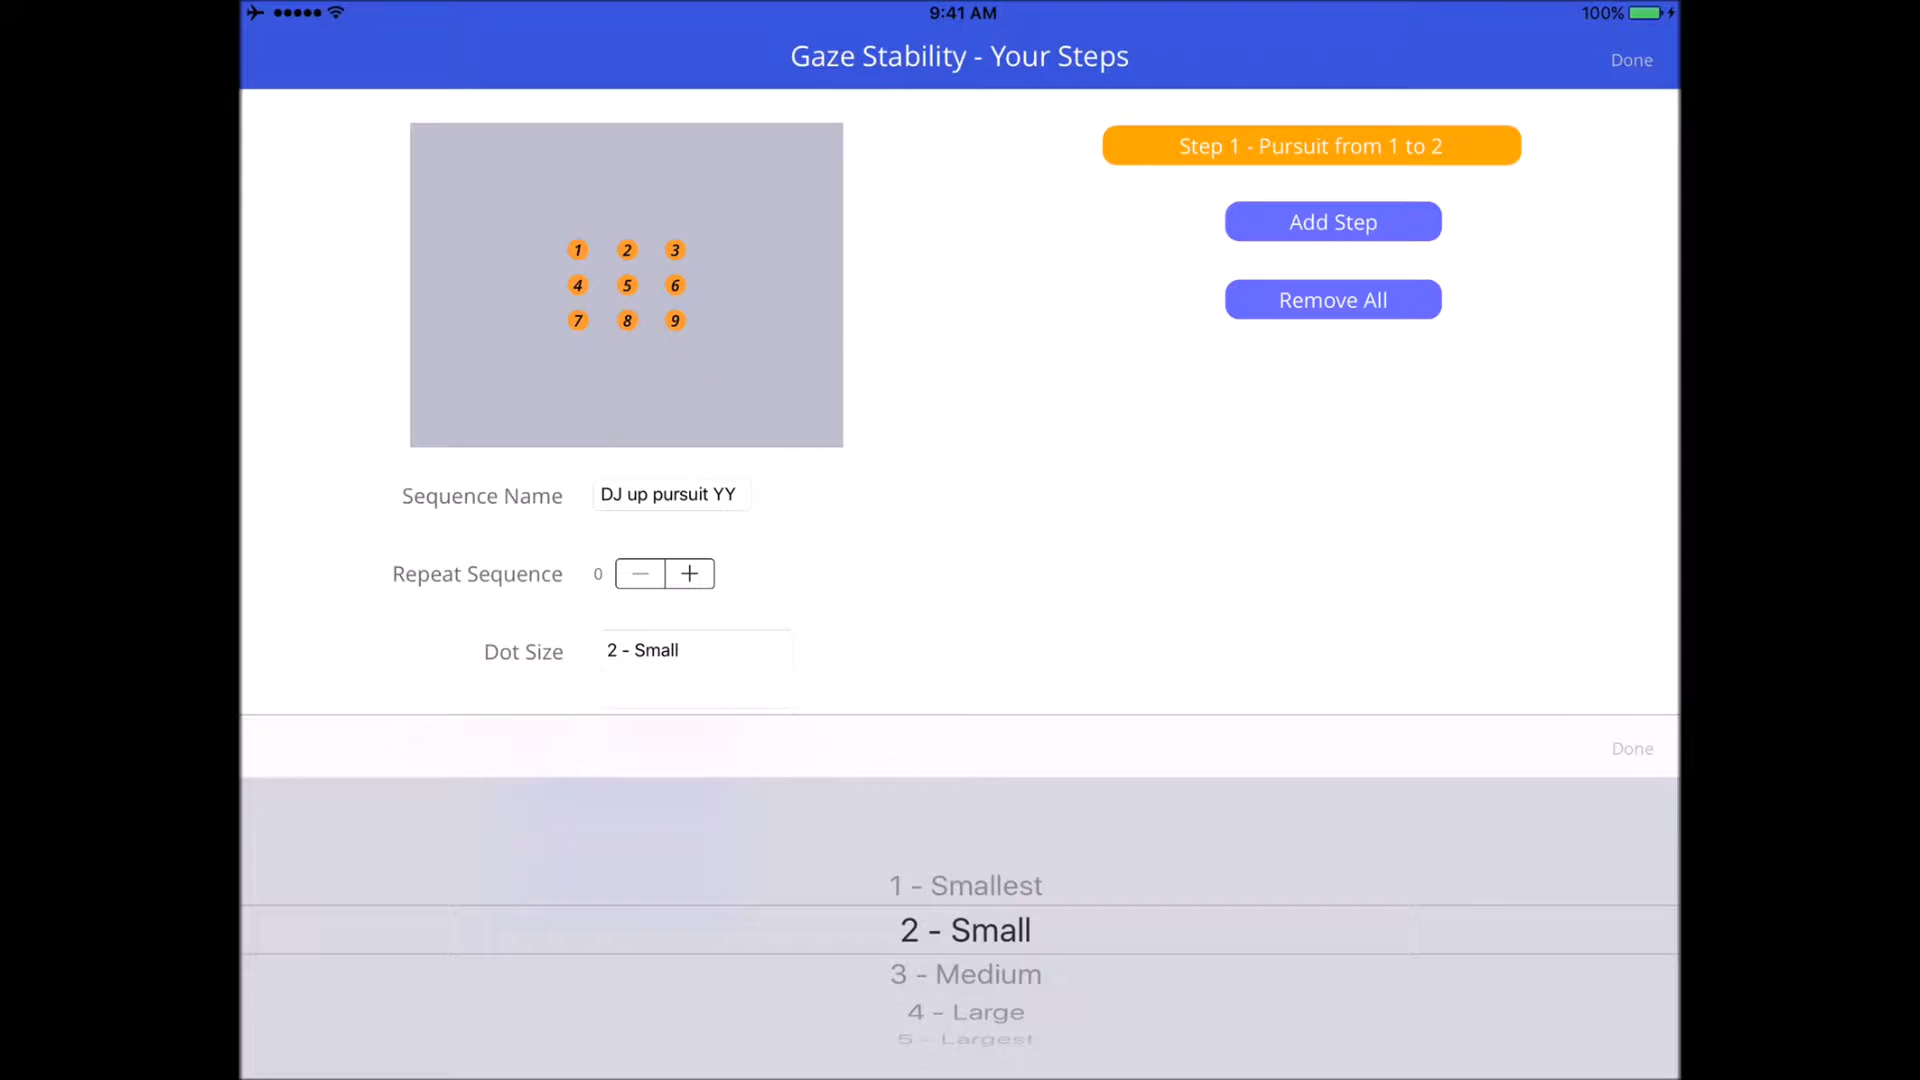 9:41 AM
100%
Gaze Stability - Your Steps
Done
1 2 3
4 5 6
7 8 9
Step 1 - Pursuit from 1 to 2
Add Step
Remove All
Sequence Name DJ up pursuit YY
Repeat Sequence 0 − +
Dot Size 2 - Small
Done
1 - Smallest
2 - Small
3 - Medium
4 - Large
5 - Largest